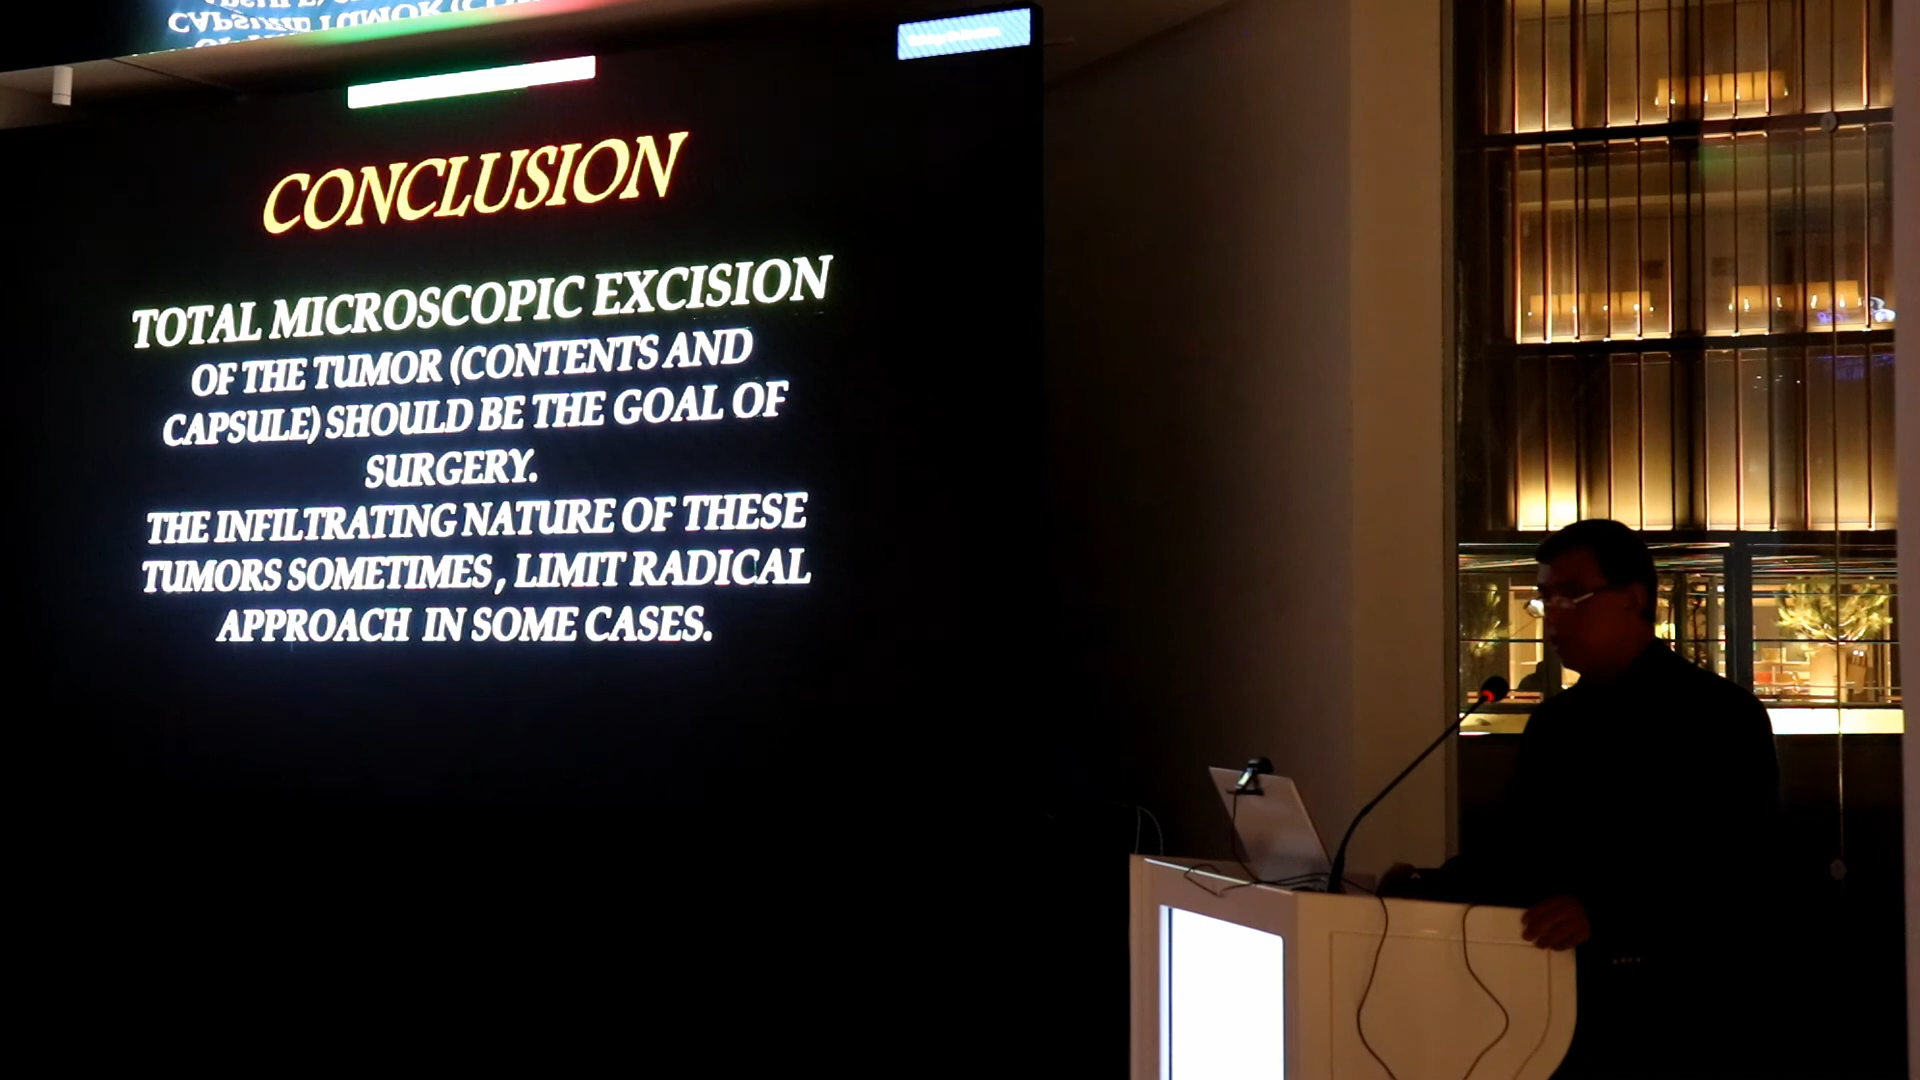 CONCLUSION
TOTAL MICROSCOPIC EXCISION
OF THE TUMOR (CONTENTS AND
CAPSULE) SHOULD BE THE GOAL OF
SURGERY.
THE INFILTRATING NATURE OF THESE
TUMORS SOMETIMES, LIMIT RADICAL
APPROACH IN SOME CASES.